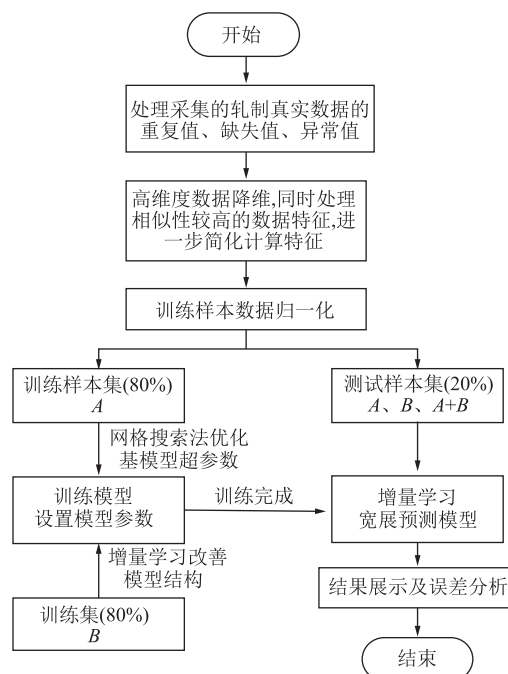 开始
处理采集的轧制真实数据的
重复值、缺失值、异常值
高维度数据降维,同时处理
相似性较高的数据特征,进
一步简化计算特征
训练样本数据归一化
训练样本集(80%)
A
测试样本集(20%)
A、B、A+B
网格搜索法优化
基模型超参数
训练模型
设置模型参数
训练完成
增量学习
宽展预测模型
增量学习改善
模型结构
训练集(80%)
B
结果展示及误差分析
结束